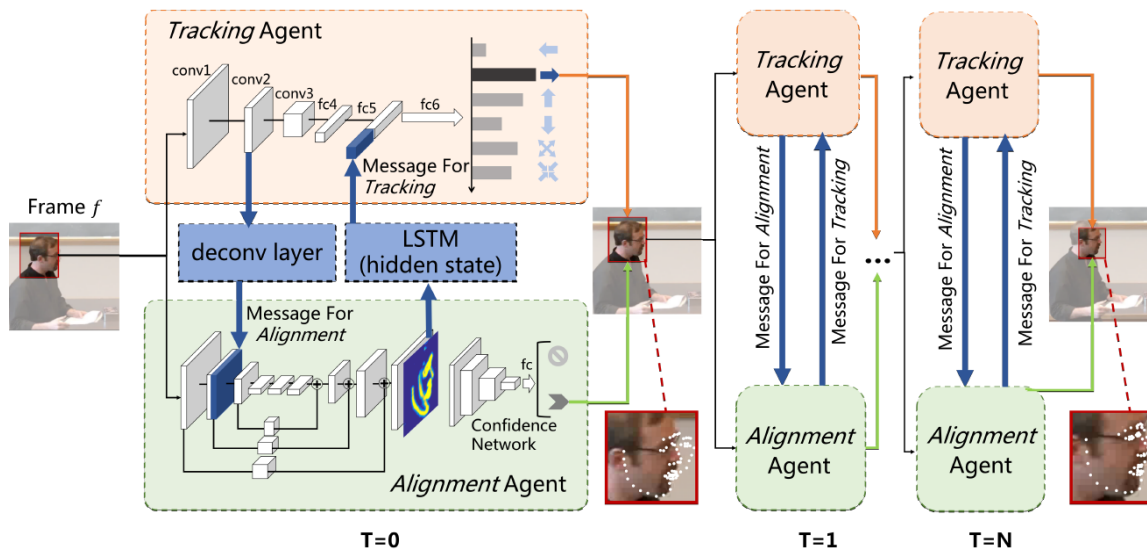 Tracking Agent
conv1
conv2
conv3
fc4
fc5
fc6
Message For
Tracking
Frame f
deconv layer
LSTM
(hidden state)
Message For
Alignment
fc
Confidence
Network
Alignment Agent
T=0
Tracking
Agent
Message For Alignment
Message For Tracking
Alignment
Agent
T=1
...
Tracking
Agent
Message For Alignment
Message For Tracking
Alignment
Agent
T=N